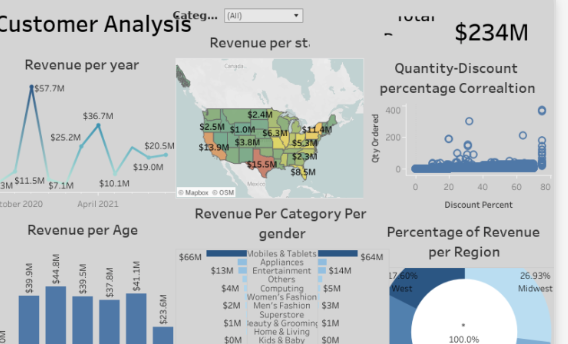 Customer Analysis
Categ...
(All)
Total
$234M
Revenue per year
$57.7M
$36.7M
$25.2M
$20.5M
$19.0M
3M
$11.5M
$7.1M
$10.1M
tober 2020
April 2021
Revenue per sta
Canada
$2.4M
$2.5M
$1.0M
$6.3M
$11.4M
$13.9M
$3.8M
$5.3M
$2.3M
$15.5M
$8.5M
Mexico
© Mapbox © OSM
Quantity-Discount
percentage Correaltion
Qty Ordered
400
200
0
0 20 40 60 80
Discount Percent
Revenue per Age
$39.9M
$44.8M
$39.5M
$37.8M
$41.1M
$23.6M
0M
Revenue Per Category Per
gender
$66M Mobiles & Tablets $64M
Appliances
$13M Entertainment $14M
Others
$4M Computing $5M
Women's Fashion
$2M Men's Fashion $3M
Superstore
$1M Beauty & Grooming $1M
Home & Living
$0M Kids & Baby $0M
Percentage of Revenue
per Region
17.60%
West
26.93%
Midwest
100.0%